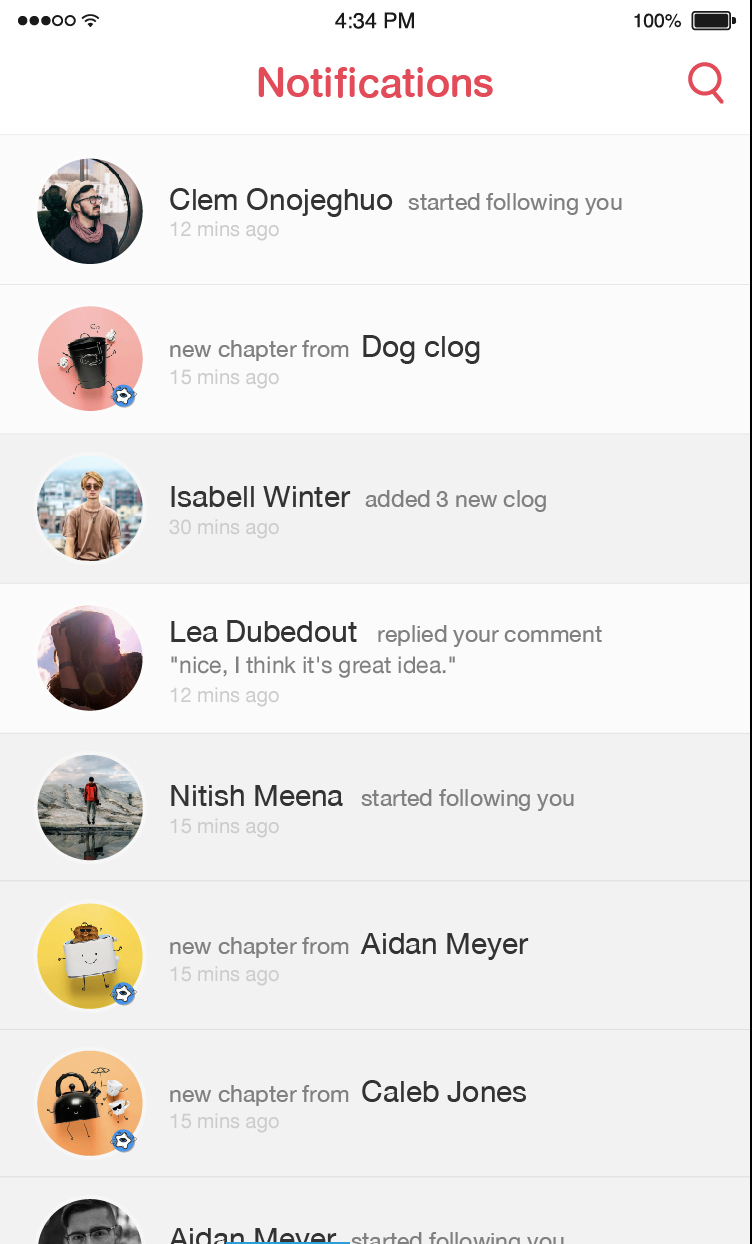 4:34 PM 100%
Notifications
Clem Onojeghuo started following you
12 mins ago
new chapter from Dog clog
15 mins ago
Isabell Winter added 3 new clog
30 mins ago
Lea Dubedout replied your comment
"nice, I think it's great idea."
12 mins ago
Nitish Meena started following you
15 mins ago
new chapter from Aidan Meyer
15 mins ago
new chapter from Caleb Jones
15 mins ago
Aidan Meyer started following you